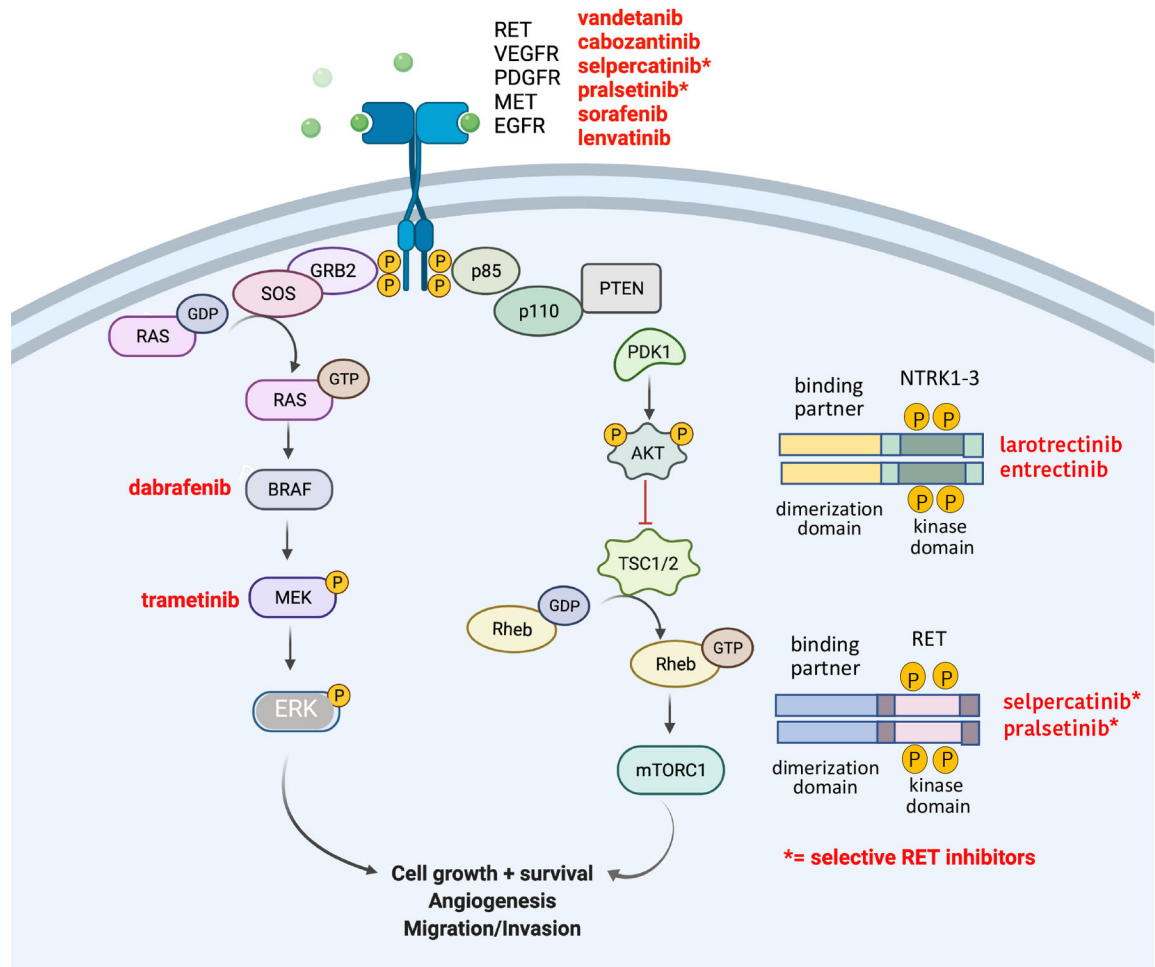 RET
VEGFR
PDGFR
MET
EGFR
vandetanib
cabozantinib
selpercatinib*
pralsetinib*
sorafenib
lenvatinib
P
P
P
P
GRB2
SOS
p85
p110
PTEN
RAS
GDP
RAS
GTP
PDK1
P
P
AKT
dabrafenib
BRAF
TSC1/2
trametinib
MEK
P
Rheb
GDP
Rheb
GTP
ERK
P
mTORC1
binding
partner
NTRK1-3
P
P
larotrectinib
entrectinib
P
P
dimerization
domain
kinase
domain
binding
partner
RET
P
P
selpercatinib*
pralsetinib*
P
P
dimerization
domain
kinase
domain
*= selective RET inhibitors
Cell growth + survival
Angiogenesis
Migration/Invasion